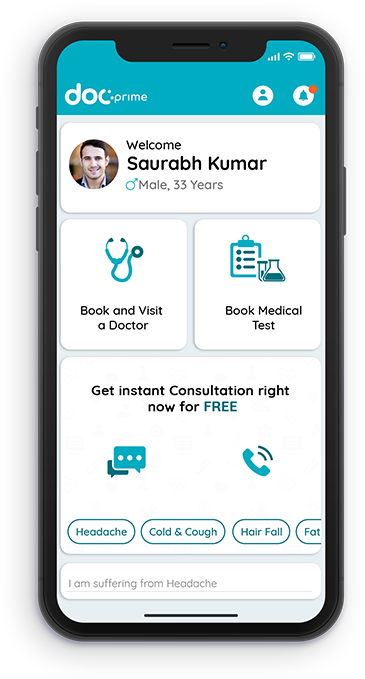 doc prime
Welcome
Saurabh Kumar
Male, 33 Years
Book and Visit
a Doctor
Book Medical
Test
Get instant Consultation right
now for FREE
Headache
Cold & Cough
Hair Fall
Fat
I am suffering from Headache